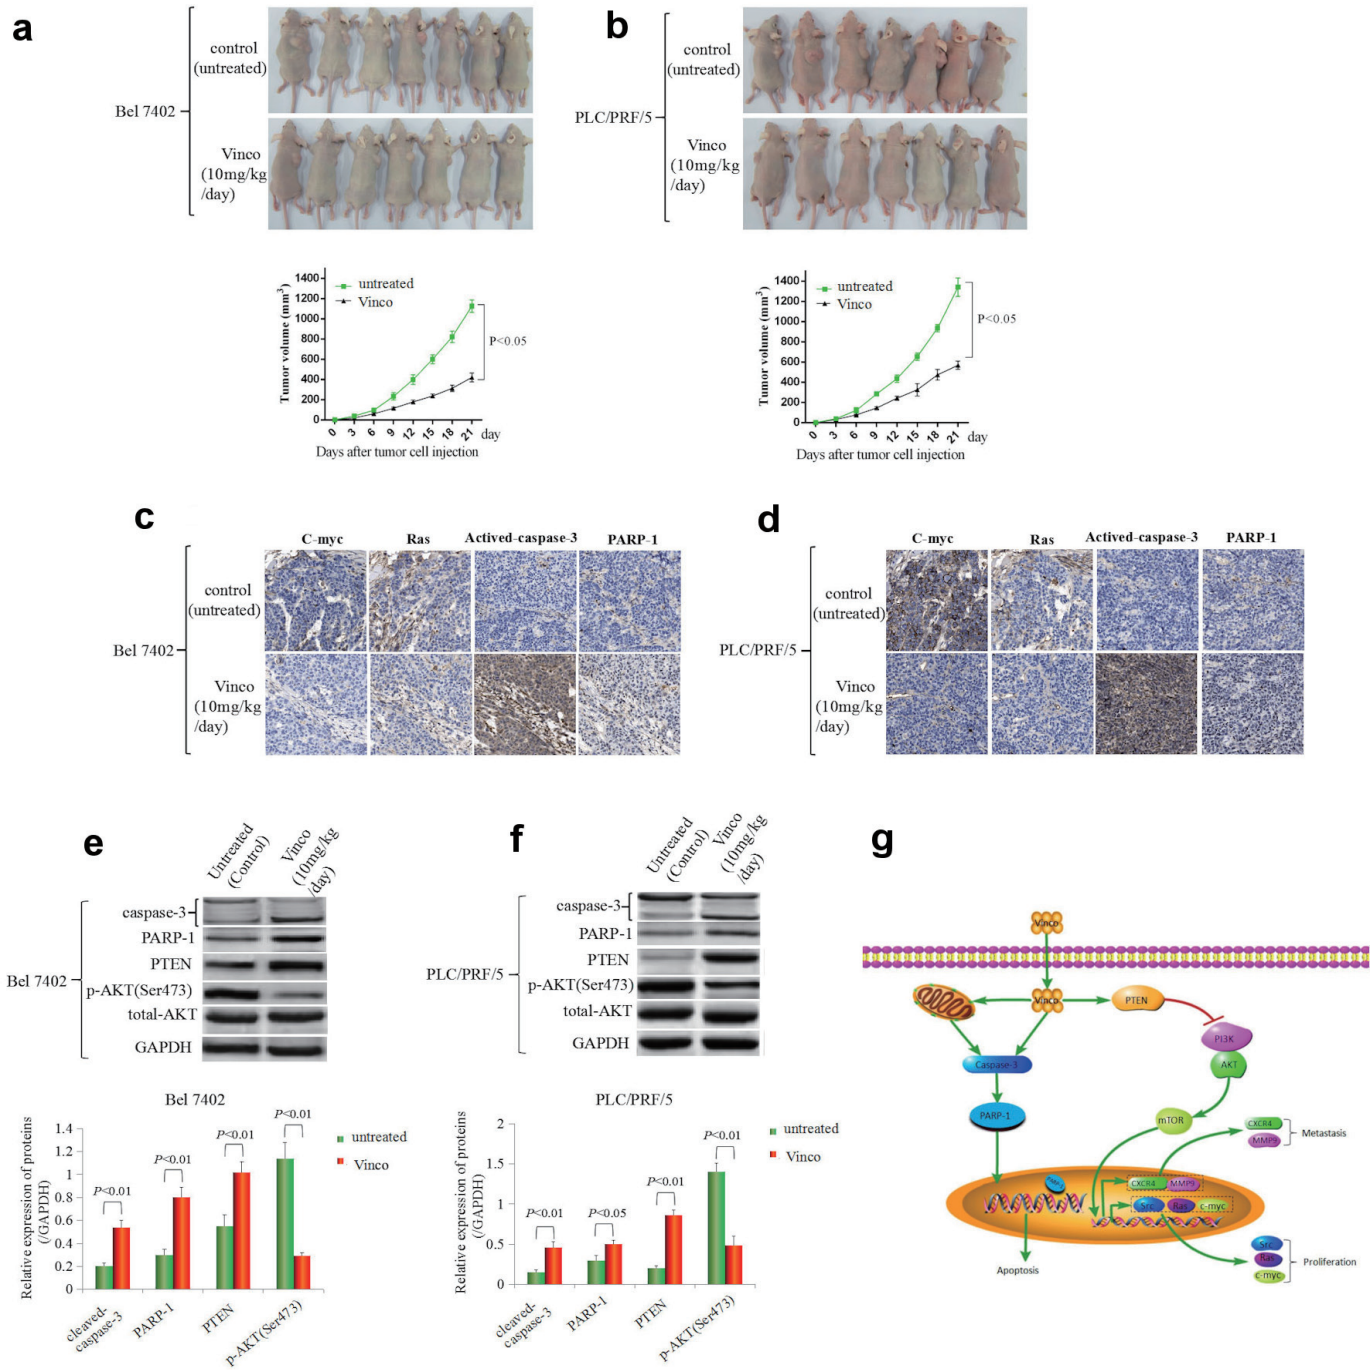 a
control
(untreated)
Bel 7402
Vinco
(10mg/kg
/day)
b
control
(untreated)
PLC/PRF/5
Vinco
(10mg/kg
/day)
Tumor volume (mm³)
1400
1200
1000
800
600
400
200
0
untreated
Vinco
P<0.05
0 3 6 9 12 15 18 21 day
Days after tumor cell injection
Tumor volume (mm³)
1400
1200
1000
800
600
400
200
0
untreated
Vinco
P<0.05
0 3 6 9 12 15 18 21 day
Days after tumor cell injection
c
C-myc Ras Actived-caspase-3 PARP-1
control
(untreated)
Bel 7402
Vinco
(10mg/kg
/day)
d
C-myc Ras Actived-caspase-3 PARP-1
control
(untreated)
PLC/PRF/5
Vinco
(10mg/kg
/day)
e
Untreated
(Control)
Vinco
(10mg/kg
/day)
Bel 7402
caspase-3
PARP-1
PTEN
p-AKT(Ser473)
total-AKT
GAPDH
Bel 7402
Relative expression of proteins
(/GAPDH)
1.4
1.2
1
0.8
0.6
0.4
0.2
0
P<0.01
P<0.01
P<0.01
P<0.01
untreated
Vinco
cleaved-
caspase-3
PARP-1
PTEN
p-AKT(Ser473)
f
Untreated
(Control)
Vinco
(10mg/kg
/day)
PLC/PRF/5
caspase-3
PARP-1
PTEN
p-AKT(Ser473)
total-AKT
GAPDH
PLC/PRF/5
Relative expression of proteins
(/GAPDH)
2
1.5
1
0.5
0
P<0.01
P<0.05
P<0.01
P<0.01
untreated
Vinco
cleaved-
caspase-3
PARP-1
PTEN
p-AKT(Ser473)
g
Vinco
Vinco
PTEN
PI3K
AKT
Caspase-3
PARP-1
mTOR
CXCR4
MMP9
Metastasis
PARP-1
CXCR4 MMP9
Src Ras c-myc
Apoptosis
Src
Ras
c-myc
Proliferation